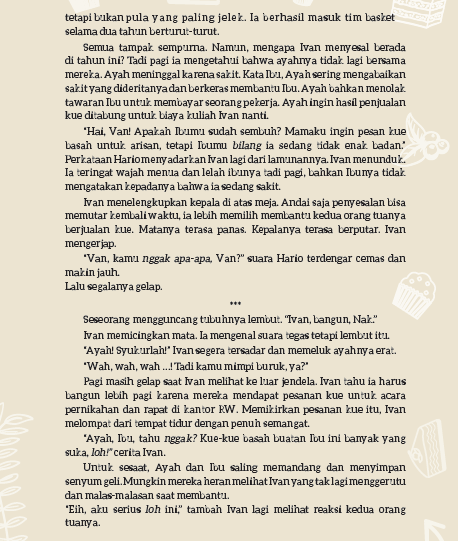 tetapi bukan pula yang paling jelek. Ia berhasil masuk tim basket
selama dua tahun berturut-turut.
Semua tampak sempurna. Namun, mengapa Ivan menyesal berada
di tahun ini? Tadi pagi ia mengetahui bahwa ayahnya tidak lagi bersama
mereka. Ayah meninggal karena sakit. Kata Ibu, Ayah sering mengabaikan
sakit yang dideritanya dan berkeras membantu Ibu. Ayah bahkan menolak
tawaran Ibu untuk membayar seorang pekerja. Ayah ingin hasil penjualan
kue ditabung untuk biaya kuliah Ivan nanti.
“Hai, Van! Apakah Ibumu sudah sembuh? Mamaku ingin pesan kue
basah untuk arisan, tetapi Ibumu bilang ia sedang tidak enak badan.”
Perkataan Hario menyadarkan Ivan lagi dari lamunannya. Ivan menunduk.
Ia teringat wajah menua dan lelah ibunya tadi pagi, bahkan Ibunya tidak
mengatakan kepadanya bahwa ia sedang sakit.
Ivan menelengkupkan kepala di atas meja. Andai saja penyesalan bisa
memutar kembali waktu, ia lebih memilih membantu kedua orang tuanya
berjualan kue. Matanya terasa panas. Kepalanya terasa berputar. Ivan
mengerjap.
“Van, kamu nggak apa-apa, Van?” suara Hario terdengar cemas dan
makin jauh.
Lalu segalanya gelap.
***
Seseorang mengguncang tubuhnya lembut. “Ivan, bangun, Nak.”
Ivan memicingkan mata. Ia mengenal suara tegas tetapi lembut itu.
“Ayah! Syukurlah!” Ivan segera tersadar dan memeluk ayahnya erat.
“Wah, wah, wah ...! Tadi kamu mimpi buruk, ya?”
Pagi masih gelap saat Ivan melihat ke luar jendela. Ivan tahu ia harus
bangun lebih pagi karena mereka mendapat pesanan kue untuk acara
pernikahan dan rapat di kantor RW. Memikirkan pesanan kue itu, Ivan
melompat dari tempat tidur dengan penuh semangat.
“Ayah, Ibu, tahu nggak? Kue-kue basah buatan Ibu ini banyak yang
suka, loh!” cerita Ivan.
Untuk sesaat, Ayah dan Ibu saling memandang dan menyimpan
senyum geli. Mungkin mereka heran melihat Ivan yang tak lagi menggerutu
dan malas-malasan saat membantu.
“Eih, aku serius loh ini,” tambah Ivan lagi melihat reaksi kedua orang
tuanya.